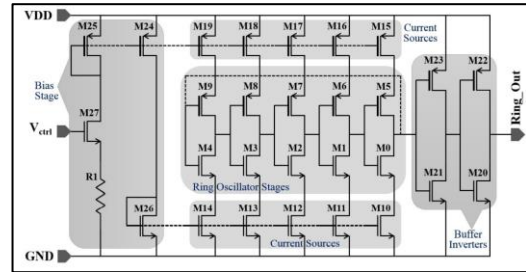 VDD
M25
M24
M19
M18
M17
M16
M15
Current
Sources
Bias
Stage
M9
M8
M7
M6
M5
M23
M22
M27
Vctrl
Ring_Out
R1
M4
M3
M2
M1
M0
M21
M20
Ring Oscillator Stages
M26
M14
M13
M12
M11
M10
Buffer
Inverters
GND
Current Sources